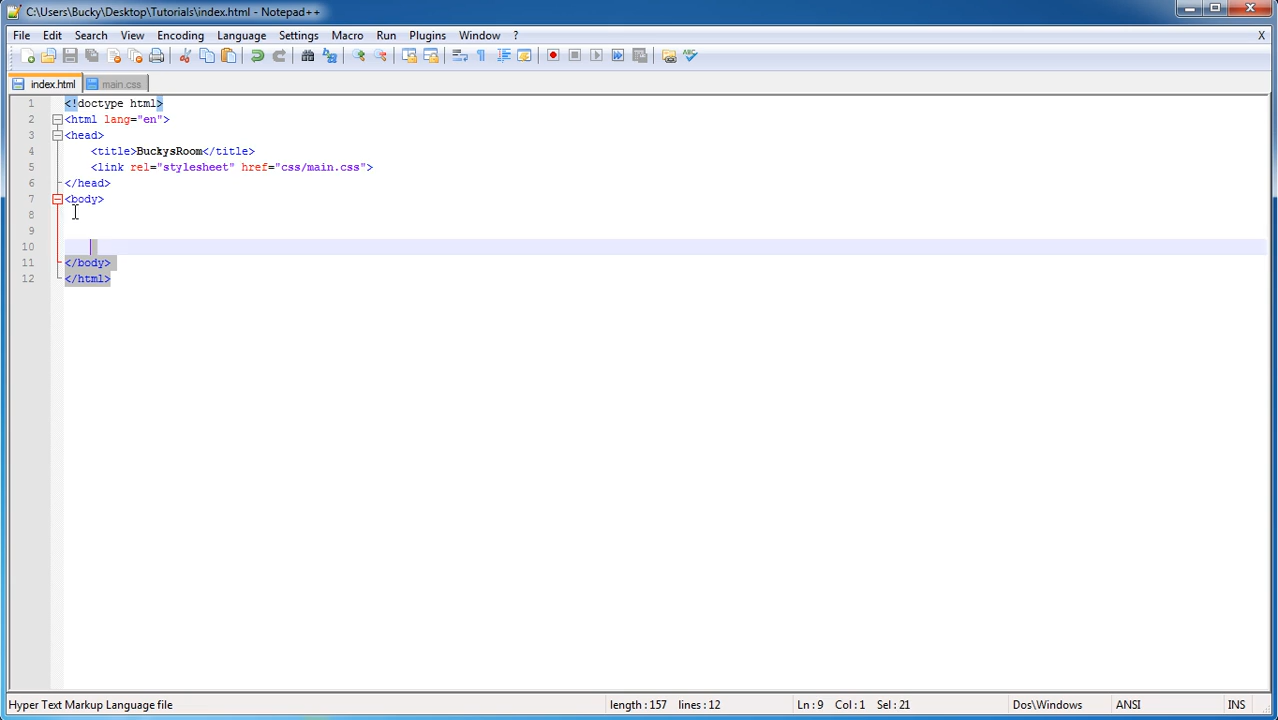 C:\Users\Bucky\Desktop\Tutorials\index.html - Notepad++
File Edit Search View Encoding Language Settings Macro Run Plugins Window ? X
index.html main.css
1 <!doctype html>
2 <html lang="en">
3 <head>
4 <title>BuckysRoom</title>
5 <link rel="stylesheet" href="css/main.css">
6 </head>
7 <body>
8
9
10
11 </body>
12 </html>
Hyper Text Markup Language file length : 157 lines : 12 Ln : 9 Col : 1 Sel : 21 Dos\Windows ANSI INS